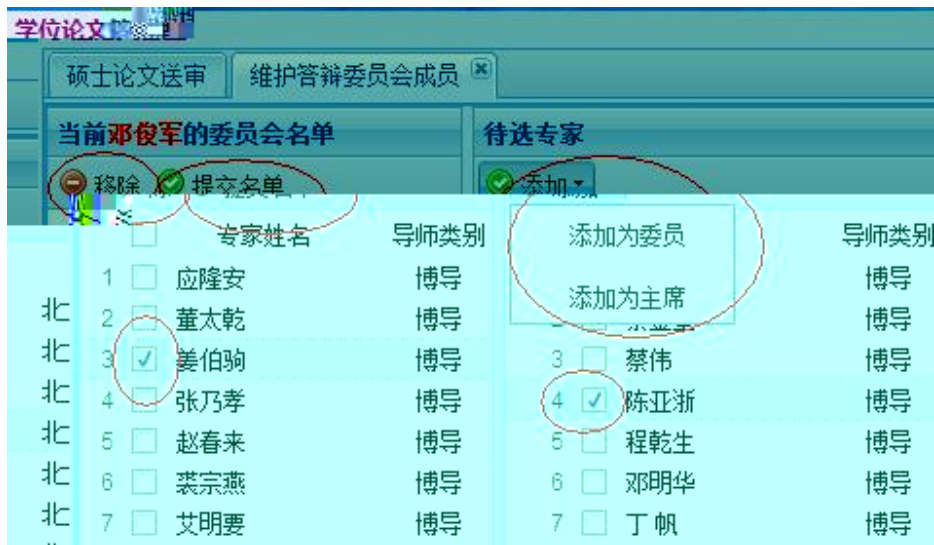 学位论文
硕士论文送审 维护答辩委员会成员
当前邓俊军的委员会名单 待选专家
移除 提交名单 添加
专家姓名 导师类别 添加为委员 导师类别
1 应隆安 博导 博导
添加为主席
北 2 董太乾 博导 博导
北 3 姜伯驹 博导 3 蔡伟 博导
北 4 张乃孝 博导 4 陈亚浙 博导
北 5 赵春来 博导 5 程乾生 博导
北 6 裘宗燕 博导 6 邓明华 博导
北 7 艾明要 博导 7 丁帆 博导